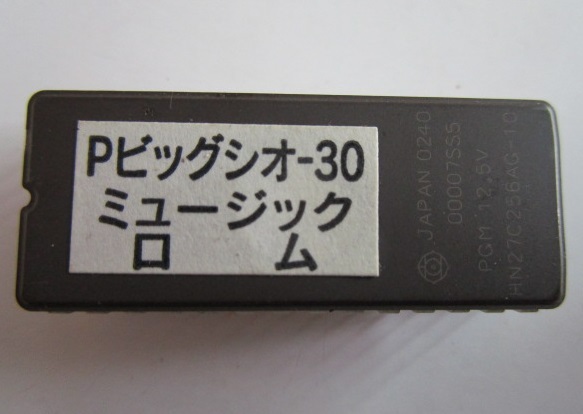 Pビッグシオ-30
ミュージック
ロム
JAPAN 0240
00007S55
PGM 12.5V
HN27C256AG-10